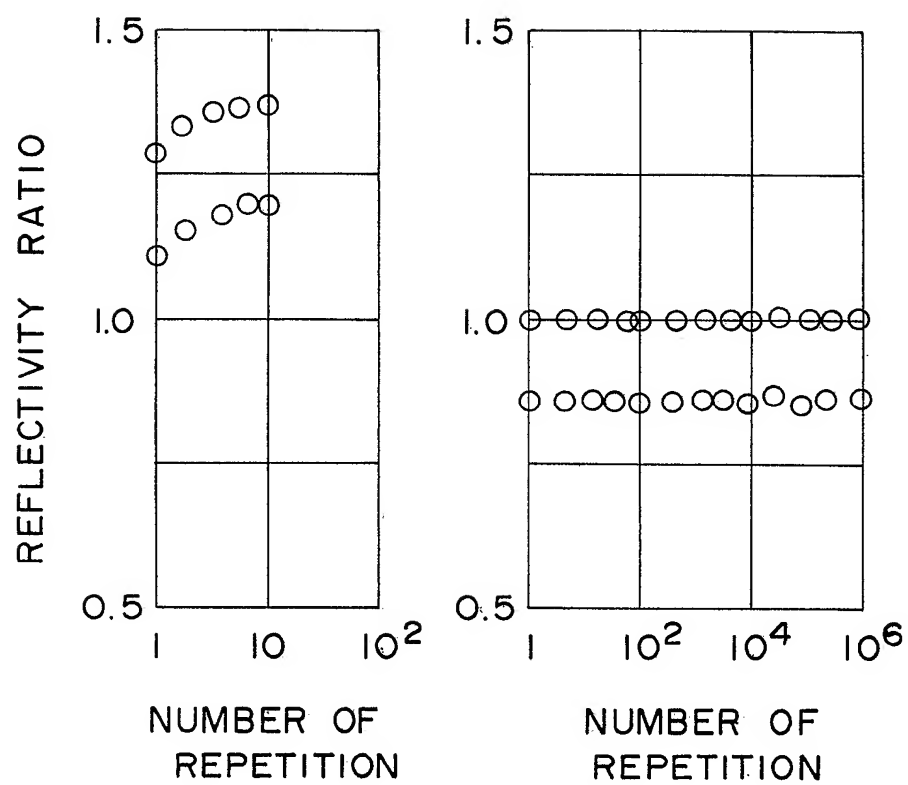 REFLECTIVITY RATIO
1.5
1.0
0.5
1 10 10²
NUMBER OF
REPETITION
1.5
1.0
0.5
1 10² 10⁴ 10⁶
NUMBER OF
REPETITION